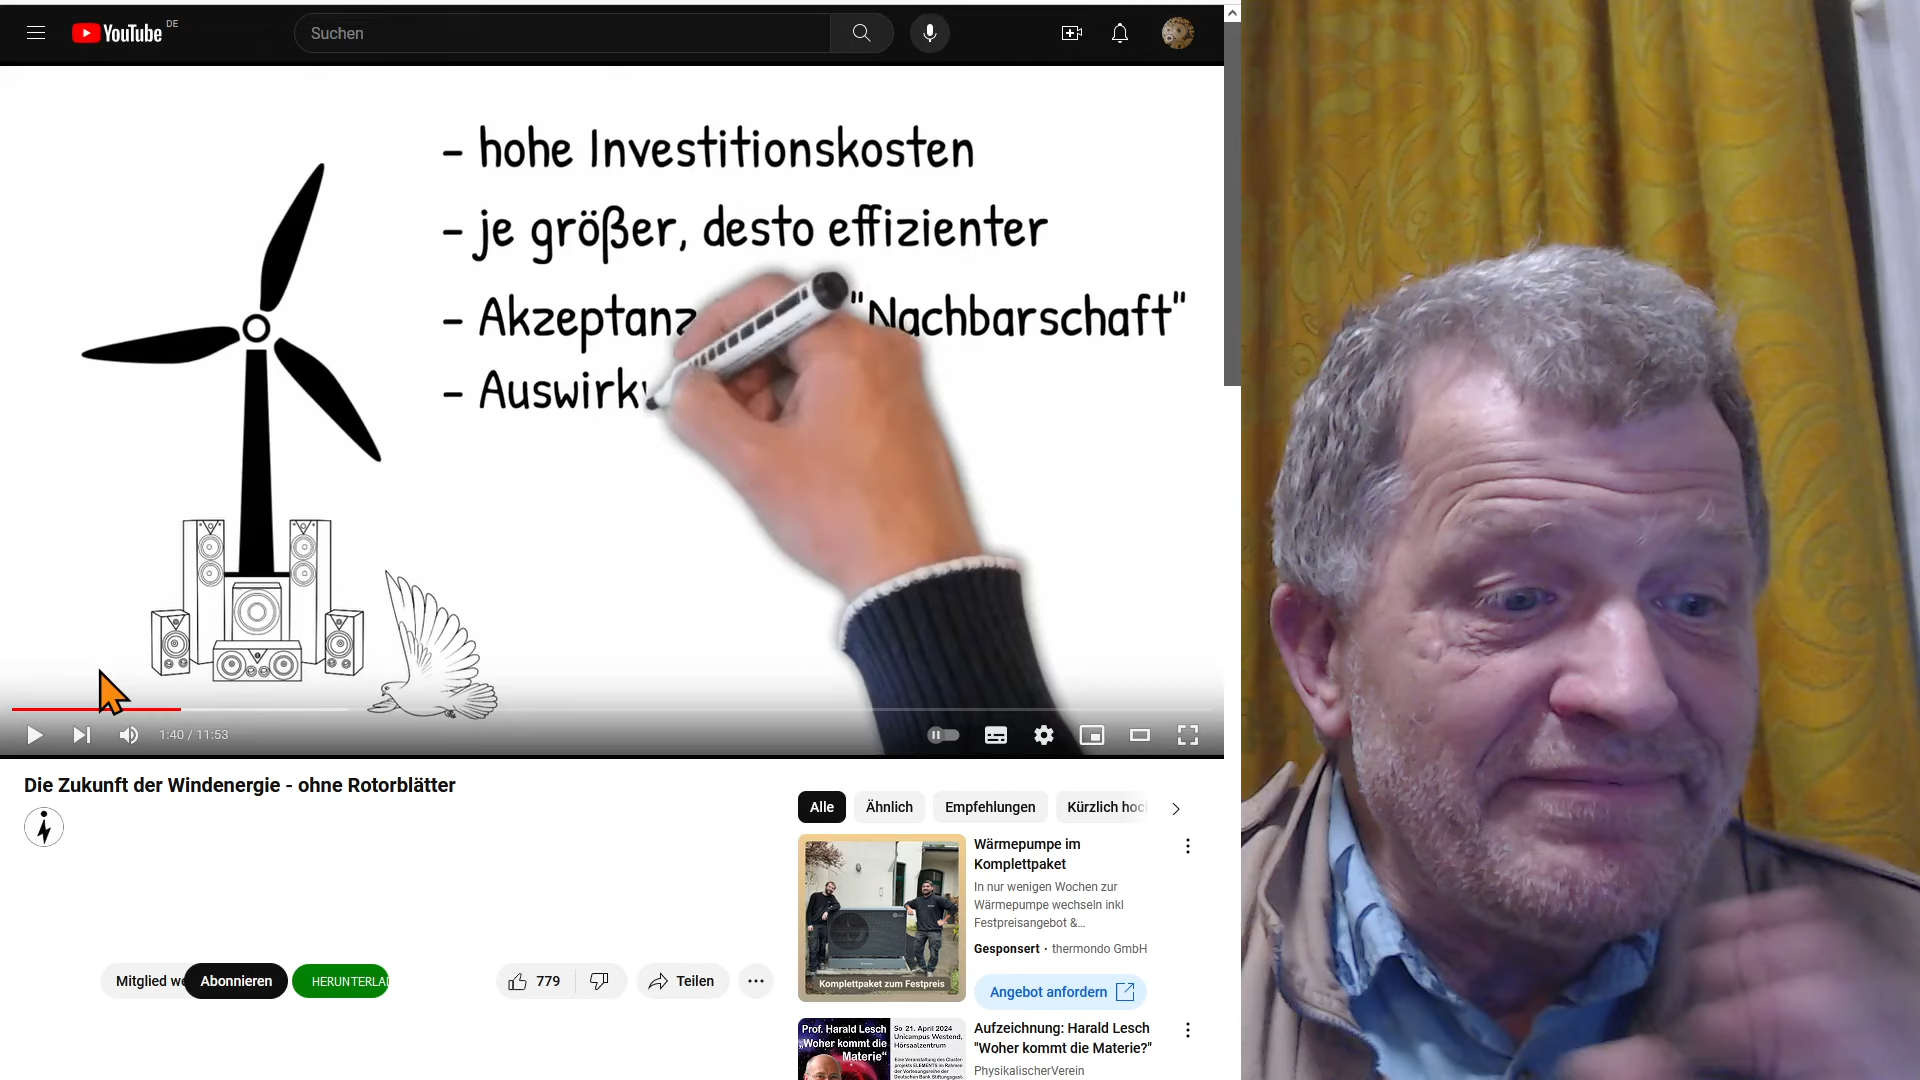 YouTube DE
Suchen
- hohe Investitionskosten
- je größer, desto effizienter
- Akzeptanz "Nachbarschaft"
- Auswirk
1:40 / 11:53
Die Zukunft der Windenergie - ohne Rotorblätter
Mitglied we
Abonnieren
HERUNTERLAD
779
Teilen
Alle
Ähnlich
Empfehlungen
Kürzlich hoc
Wärmepumpe im
Komplettpaket
In nur wenigen Wochen zur
Wärmepumpe wechseln inkl
Festpreisangebot &...
Gesponsert · thermondo GmbH
Komplettpaket zum Festpreis
Angebot anfordern
Prof. Harald Lesch
„Woher kommt die
Materie“
So 21. April 2024
Unicampus Westend,
Hörsaalzentrum
Aufzeichnung: Harald Lesch
"Woher kommt die Materie?"
PhysikalischerVerein